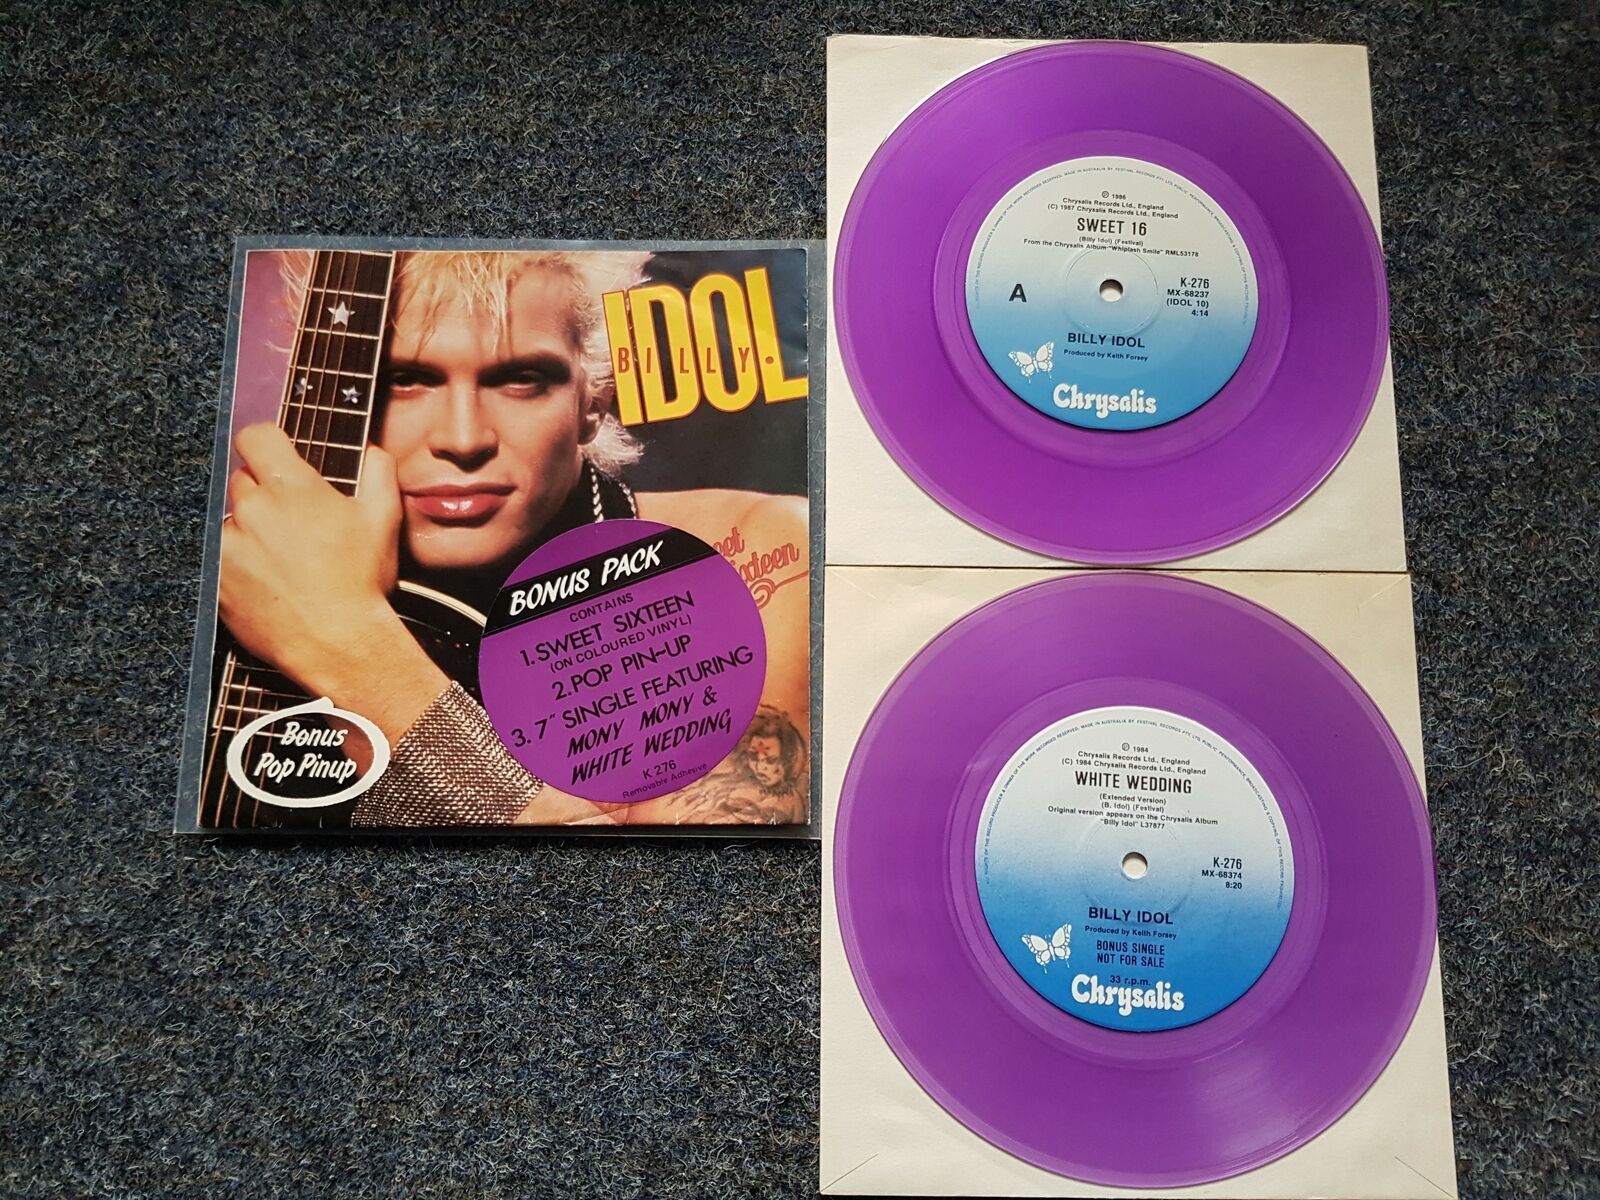 IDOL
BILLY
BONUS PACK
CONTAINS
1. SWEET SIXTEEN
(ON COLOURED VINYL)
2. POP PIN-UP
3. 7" SINGLE FEATURING
MONY MONY &
WHITE WEDDING
K 276
Removable Adhesive
Bonus
Pop Pinup
℗ 1986
Chrysalis Records Ltd., England
(C) 1987 Chrysalis Records Ltd., England
SWEET 16
(Billy Idol) (Festival)
From the Chrysalis Album "Whiplash Smile" RML53178
A
K-276
MX-68237
(IDOL 10)
4:14
BILLY IDOL
Produced by Keith Forsey
Chrysalis
℗ 1984
Chrysalis Records Ltd., England
(C) 1984 Chrysalis Records Ltd., England
WHITE WEDDING
(Extended Version)
(B. Idol) (Festival)
Original version appears on the Chrysalis Album
"Billy Idol" L37877
K-276
MX-68374
8:20
BILLY IDOL
Produced by Keith Forsey
BONUS SINGLE
NOT FOR SALE
33 r.p.m.
Chrysalis